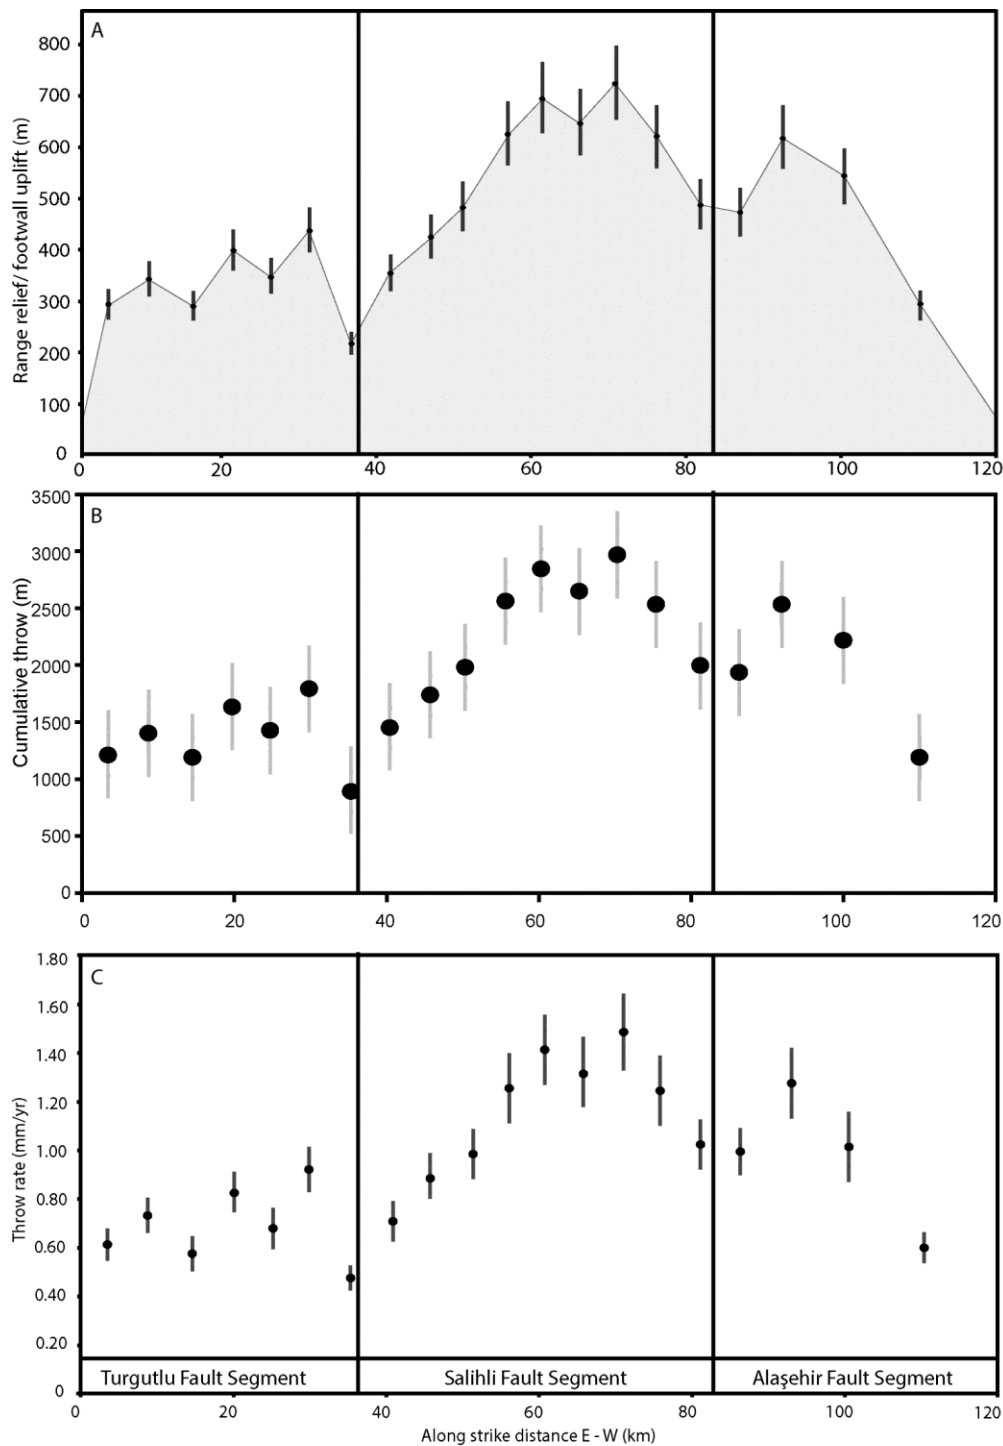 A
Range relief/ footwall uplift (m)
800
700
600
500
400
300
200
100
0
0 20 40 60 80 100 120
B
Cumulative throw (m)
3500
3000
2500
2000
1500
1000
500
0
0 20 40 60 80 100 120
C
Throw rate (mm/yr)
1.80
1.60
1.40
1.20
1.00
0.80
0.60
0.40
0.20
0
Turgutlu Fault Segment Salihli Fault Segment Alaşehir Fault Segment
0 20 40 60 80 100 120
Along strike distance E - W (km)